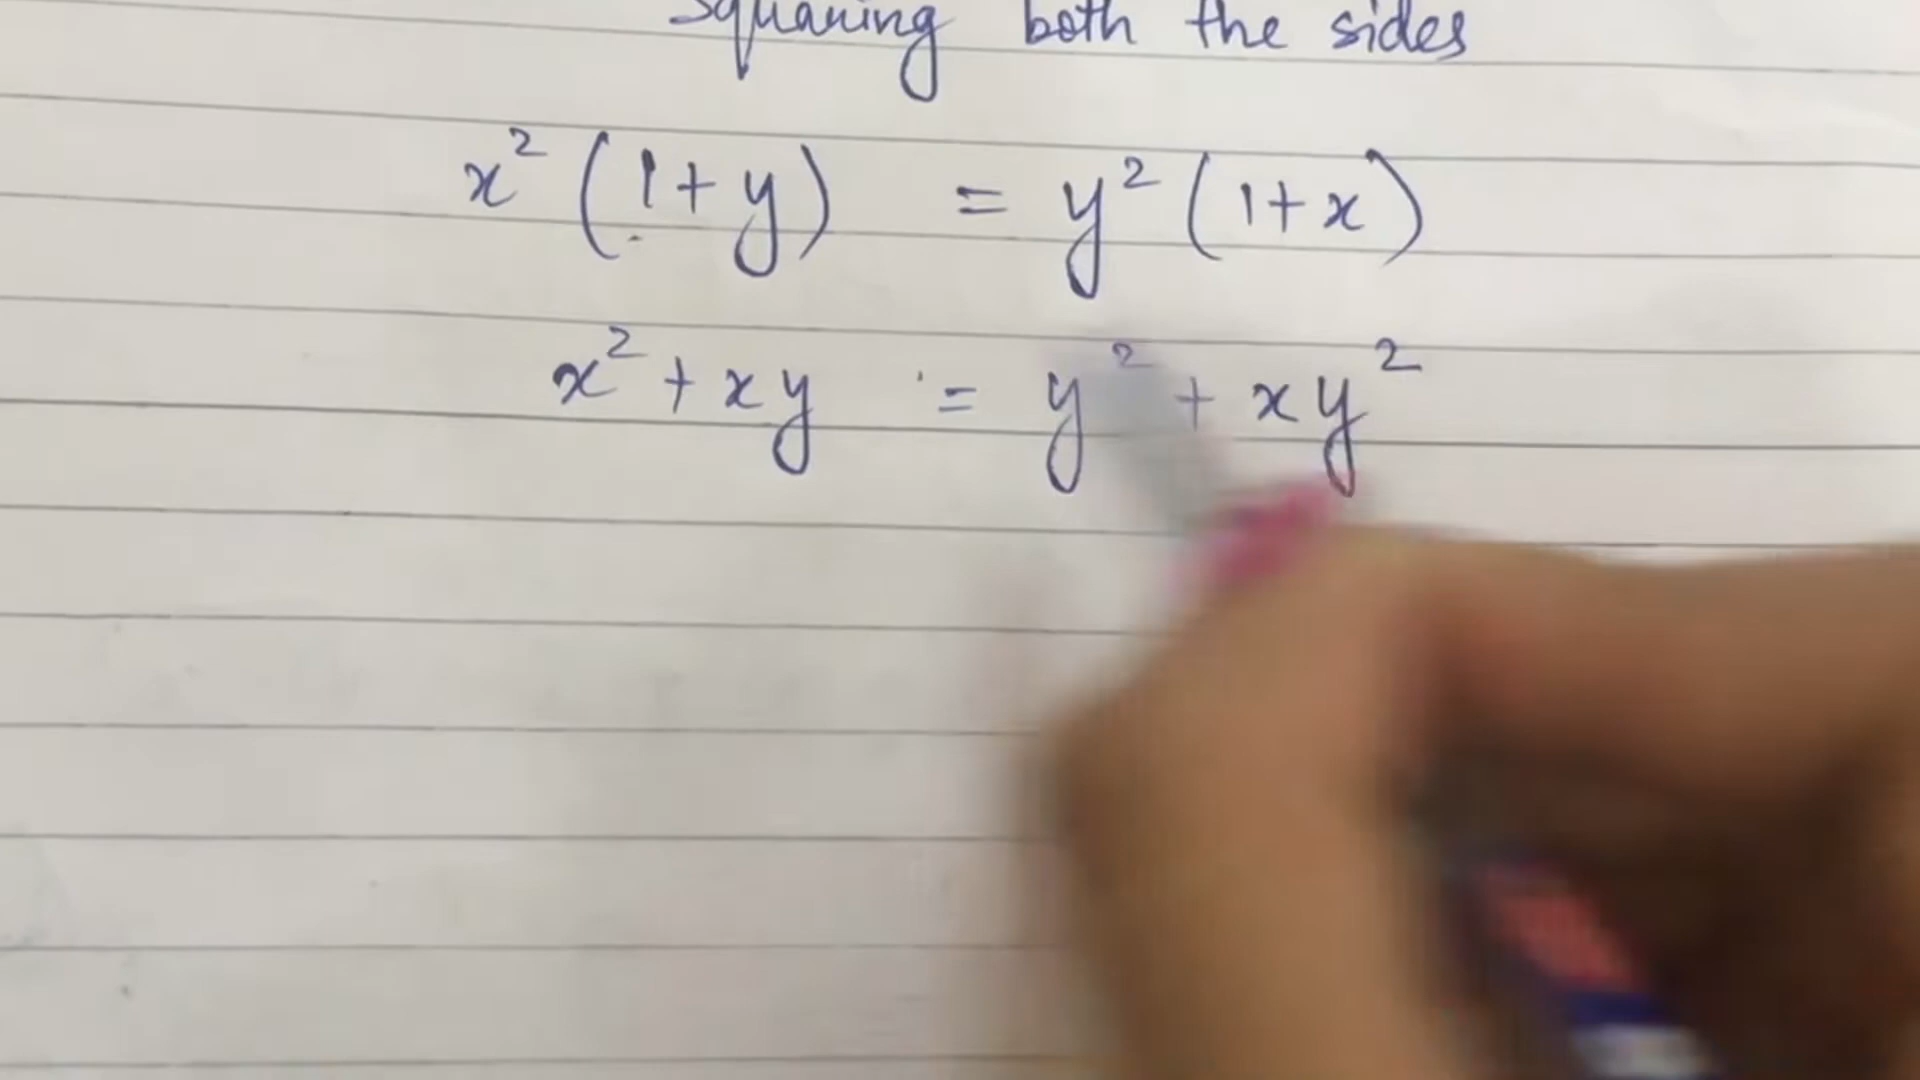 squaring both the sides
x² (1+y) = y² (1+x)
x² + xy = y² + xy²